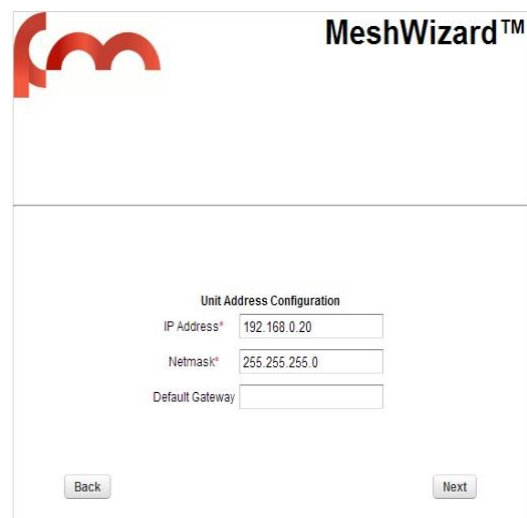 MeshWizard™
Unit Address Configuration
IP Address* 192.168.0.20
Netmask* 255.255.255.0
Default Gateway
Back Next